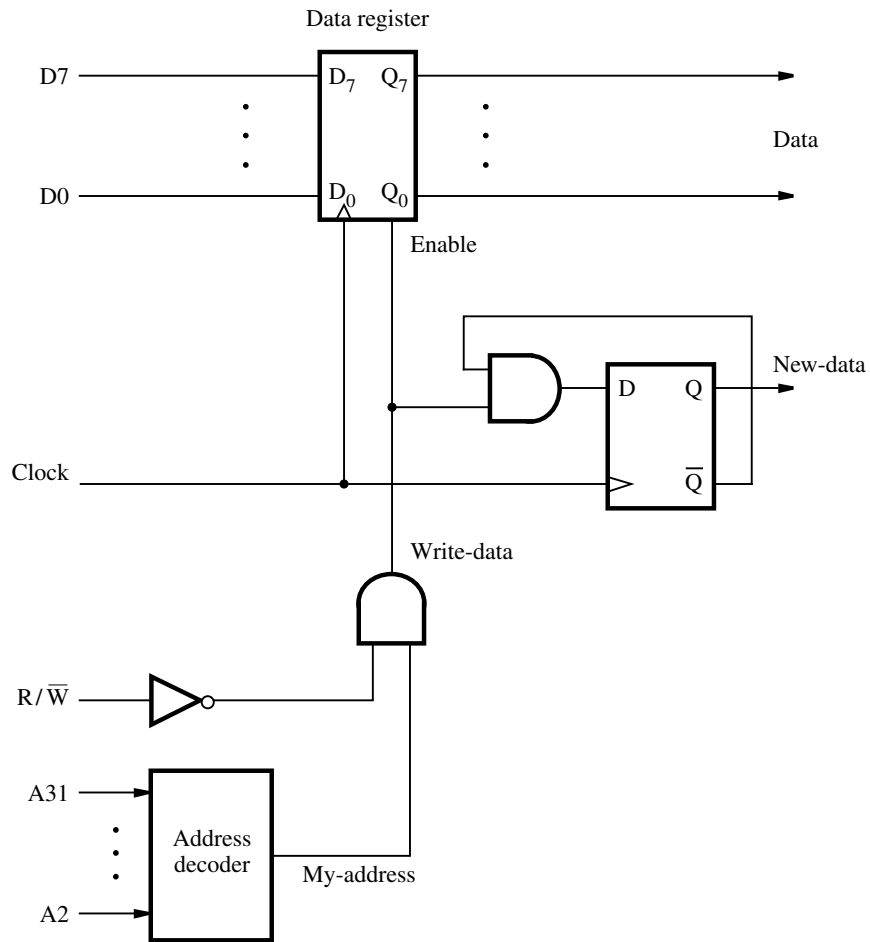 Data register
D7
D7 Q7
Data
D0
D0 Q0
Enable
New-data
D Q
Clock
Q̅
Write-data
R/W̅
A31
Address
decoder
My-address
A2